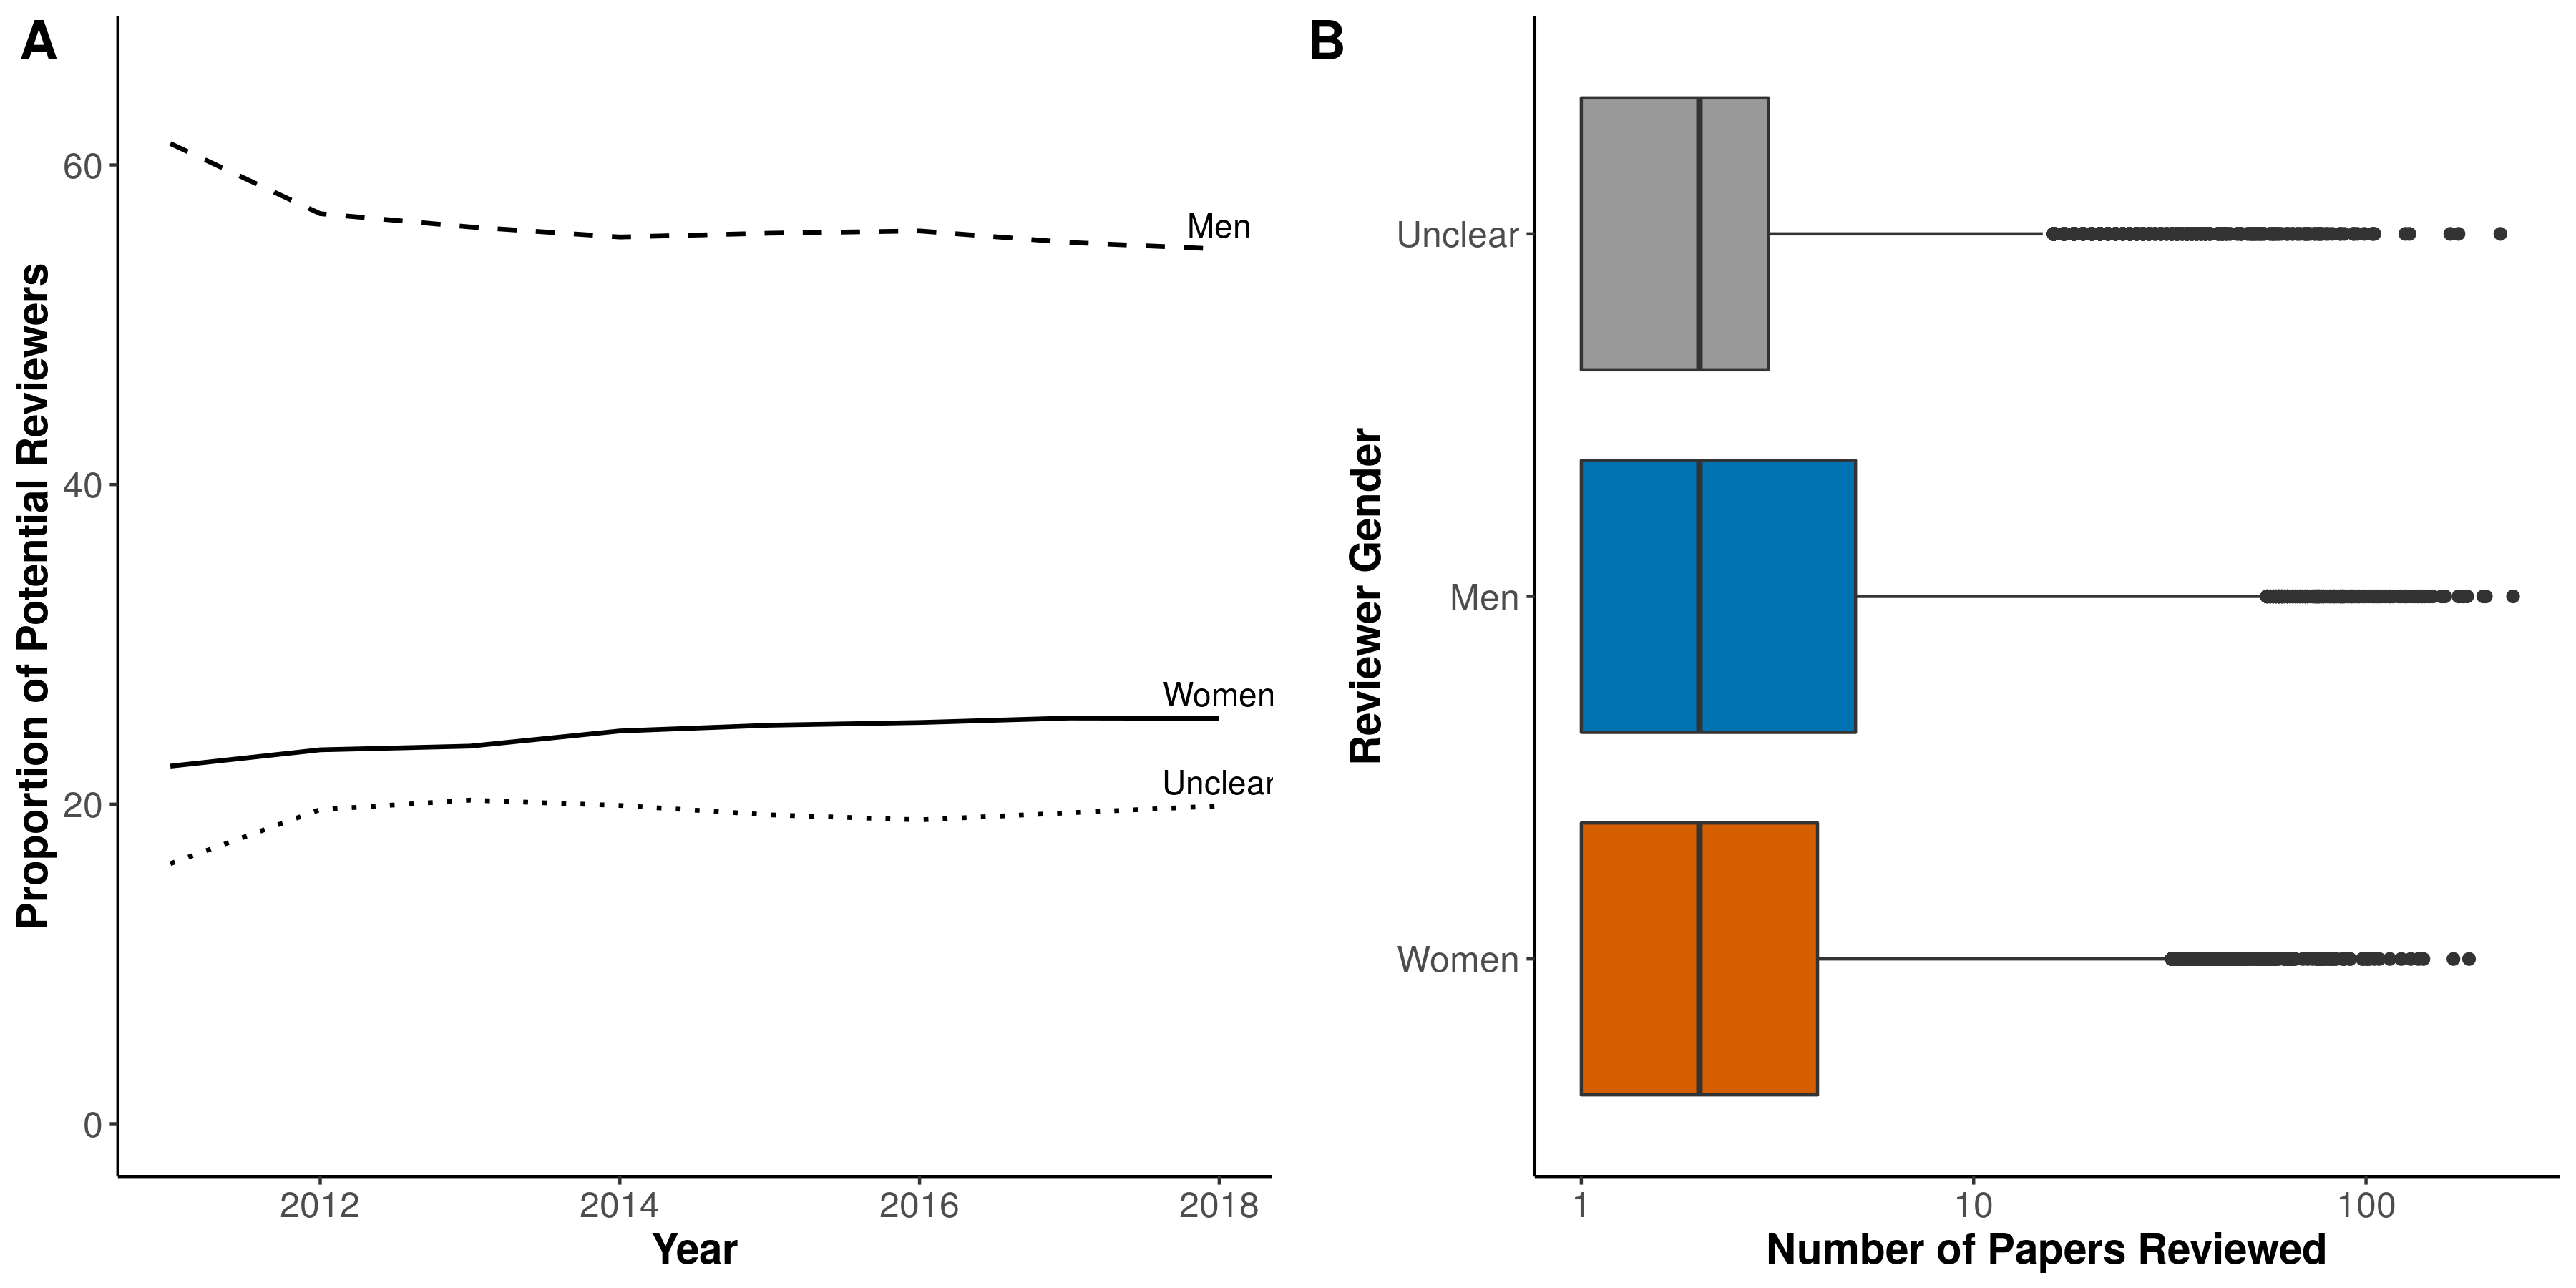 A
Proportion of Potential Reviewers
60
40
20
0
Men
Women
Unclear
2012
2014
2016
2018
Year
B
Reviewer Gender
Unclear
Men
Women
1
10
100
Number of Papers Reviewed